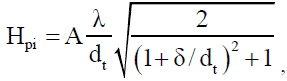 H_pi = A λ/d_t √(2/((1+δ/d_t)²+1)) ,